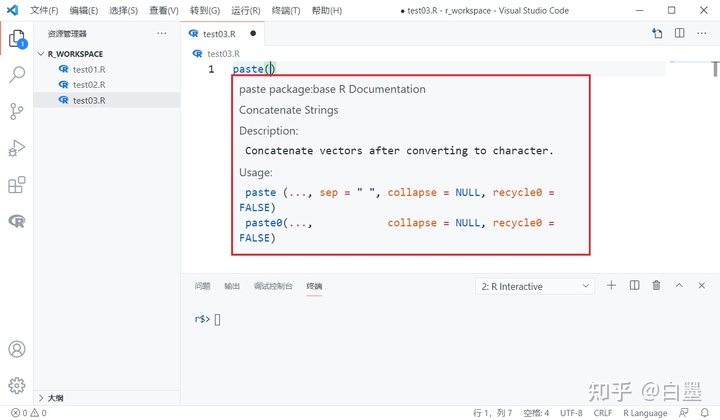 文件(F) 编辑(E) 选择(S) 查看(V) 转到(G) 运行(R) 终端(T) 帮助(H) ● test03.R - r_workspace - Visual Studio Code
资源管理器 ···
R_WORKSPACE
test01.R
test02.R
test03.R
大纲
1
test03.R ●
test03.R
1 paste()
paste package:base R Documentation
Concatenate Strings
Description:
Concatenate vectors after converting to character.
Usage:
paste (..., sep = " ", collapse = NULL, recycle0 =
FALSE)
paste0(..., collapse = NULL, recycle0 =
FALSE)
问题 输出 调试控制台 终端 2: R Interactive
r$>
知乎 @白墨
0 0 行 1，列 7 空格: 4 UTF-8 CRLF R Language